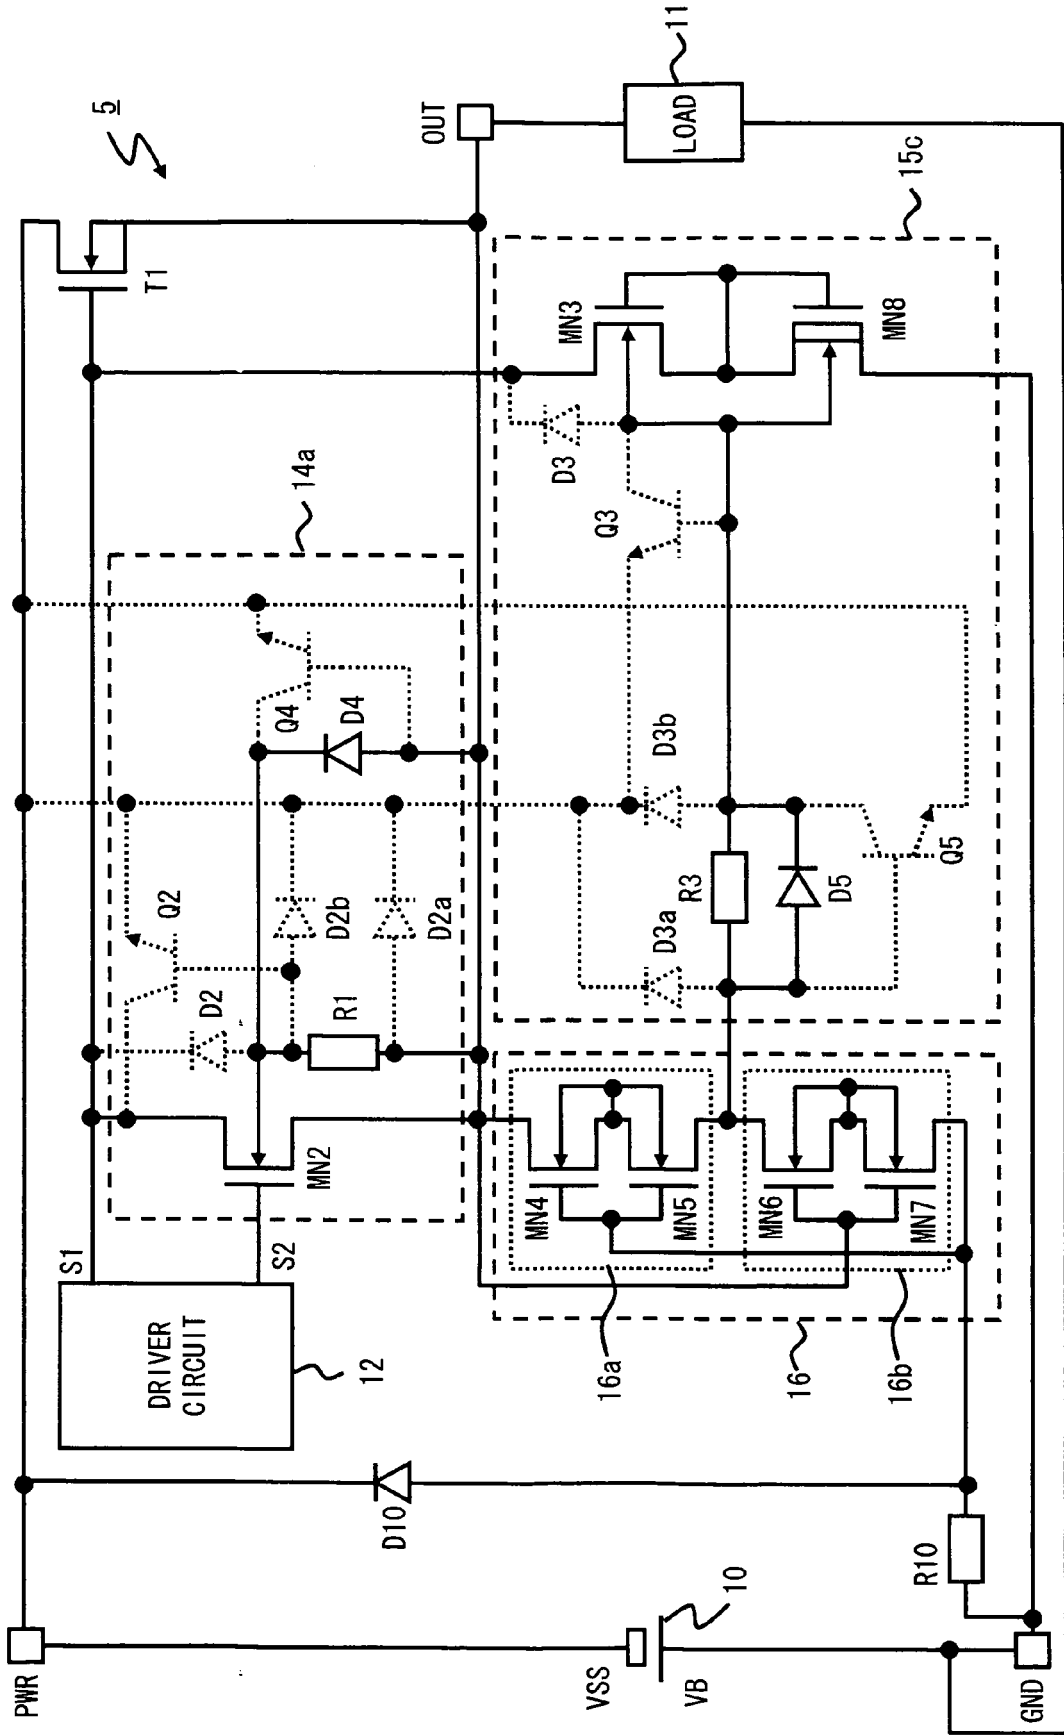 5
PWR
S1
DRIVER
CIRCUIT
12
S2
MN2
D2
Q2
R1
D2b
D2a
Q4
D4
14a
T1
OUT
LOAD
11
D10
16a
16
16b
MN4
MN5
MN6
MN7
D3a
D3b
R3
D5
Q5
Q3
D3
MN3
MN8
15c
VSS
VB
10
R10
GND